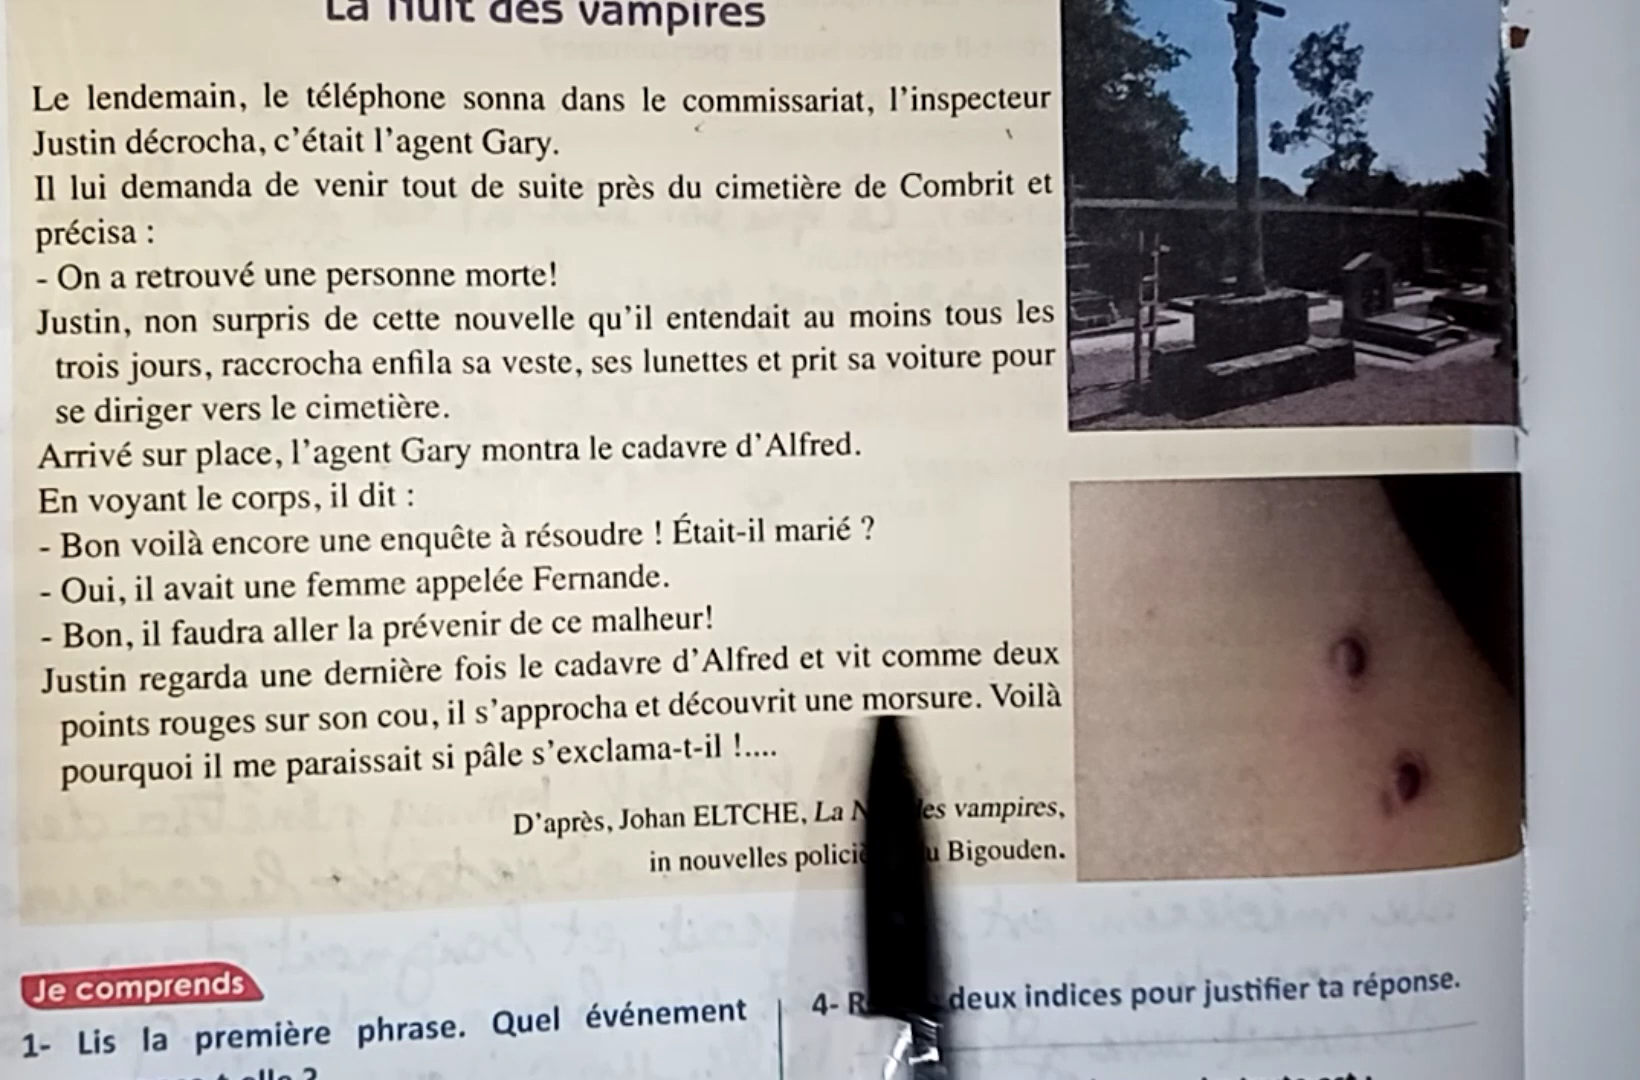 La nuit des vampires
Le lendemain, le téléphone sonna dans le commissariat, l'inspecteur
Justin décrocha, c'était l'agent Gary.
Il lui demanda de venir tout de suite près du cimetière de Combrit et
précisa :
- On a retrouvé une personne morte!
Justin, non surpris de cette nouvelle qu'il entendait au moins tous les
trois jours, raccrocha enfila sa veste, ses lunettes et prit sa voiture pour
se diriger vers le cimetière.
Arrivé sur place, l'agent Gary montra le cadavre d'Alfred.
En voyant le corps, il dit :
- Bon voilà encore une enquête à résoudre ! Était-il marié ?
- Oui, il avait une femme appelée Fernande.
- Bon, il faudra aller la prévenir de ce malheur!
Justin regarda une dernière fois le cadavre d'Alfred et vit comme deux
points rouges sur son cou, il s'approcha et découvrit une morsure. Voilà
pourquoi il me paraissait si pâle s'exclama-t-il !....
D'après, Johan ELTCHE, La des vampires,
in nouvelles Bigouden.
Je comprends
1- Lis la première phrase. Quel événement
4- deux indices pour justifier ta réponse.